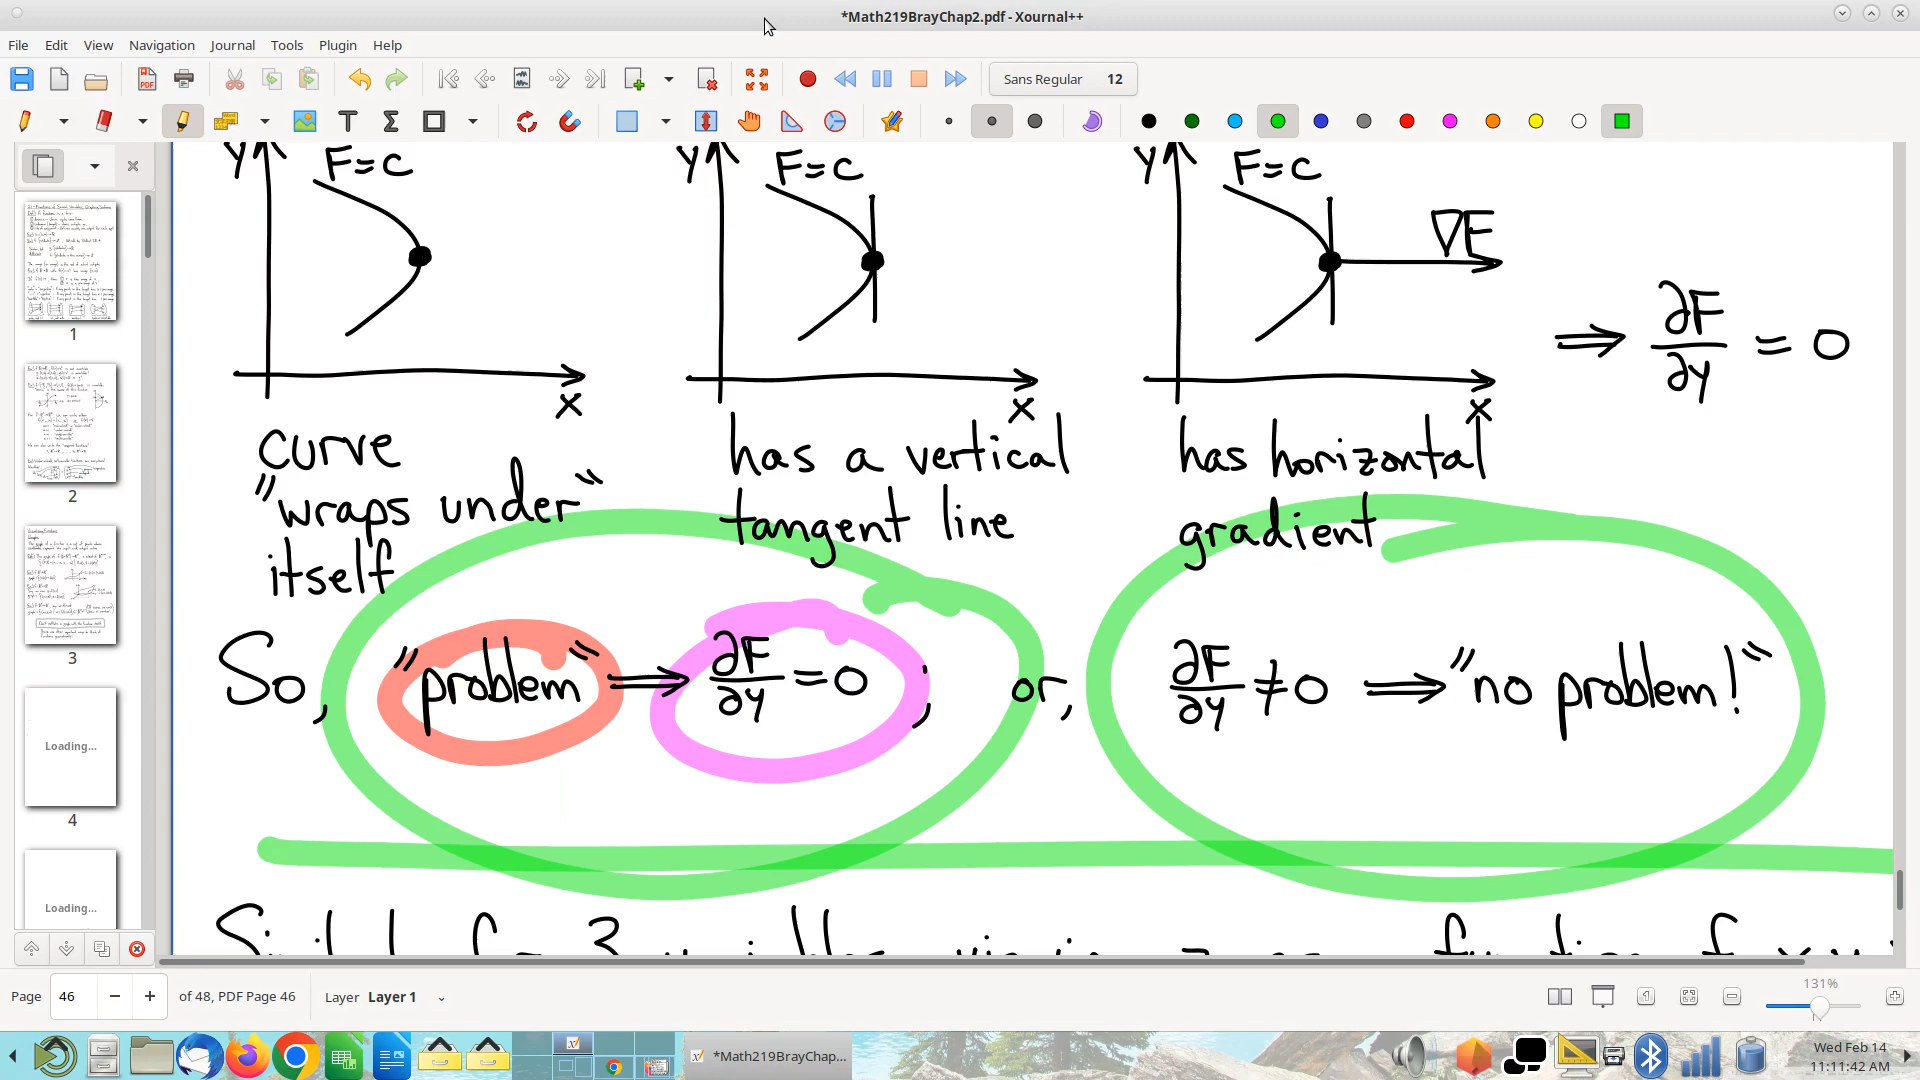 *Math219BrayChap2.pdf - Xournal++
File Edit View Navigation Journal Tools Plugin Help
Sans Regular 12
y F=C
x
y F=C
x
y F=C
∇F
x
⟹ ∂F/∂y = 0
curve
"wraps under"
itself
has a vertical
tangent line
has horizontal
gradient
So, "problem" ⟹ ∂F/∂y = 0 ; or, ∂F/∂y ≠ 0 ⟹ "no problem!"
1
2
3
Loading...
4
Loading...
Page 46 of 48, PDF Page 46 Layer Layer 1
131%
*Math219BrayChap...
Wed Feb 14
11:11:42 AM